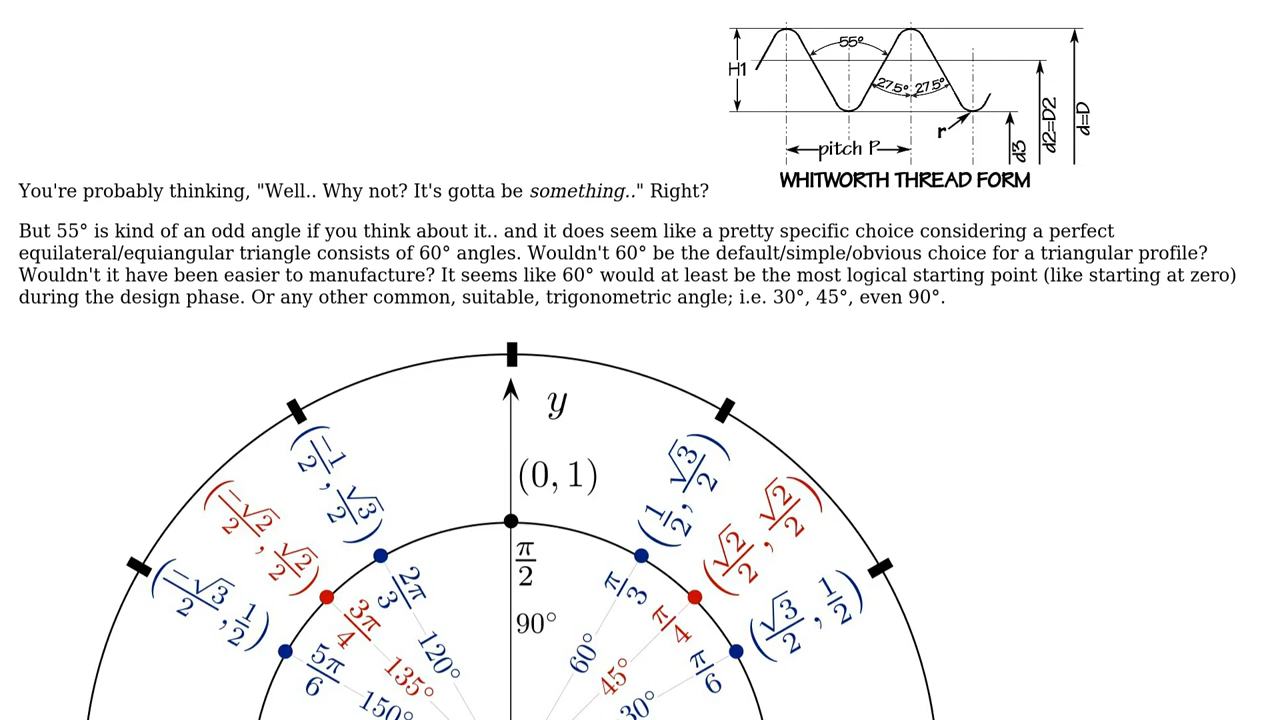 55°
H1
27.5° 27.5°
r
pitch P
d3
d2=D2
d=D
WHITWORTH THREAD FORM
You're probably thinking, "Well.. Why not? It's gotta be something.." Right?
But 55° is kind of an odd angle if you think about it.. and it does seem like a pretty specific choice considering a perfect
equilateral/equiangular triangle consists of 60° angles. Wouldn't 60° be the default/simple/obvious choice for a triangular profile?
Wouldn't it have been easier to manufacture? It seems like 60° would at least be the most logical starting point (like starting at zero)
during the design phase. Or any other common, suitable, trigonometric angle; i.e. 30°, 45°, even 90°.
y
(0, 1)
(-1/2, √3/2)
(1/2, √3/2)
(-√2/2, √2/2)
(√2/2, √2/2)
(-√3/2, 1/2)
(√3/2, 1/2)
π/2
2π/3
π/3
3π/4
π/4
5π/6
π/6
90°
120°
60°
135°
45°
150°
30°